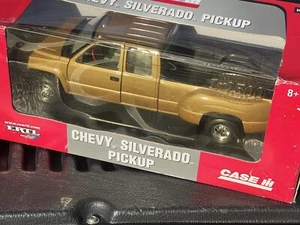 CHEVY SILVERADO PICKUP
ERTL
CHEVY SILVERADO
PICKUP
CASE IH
8+